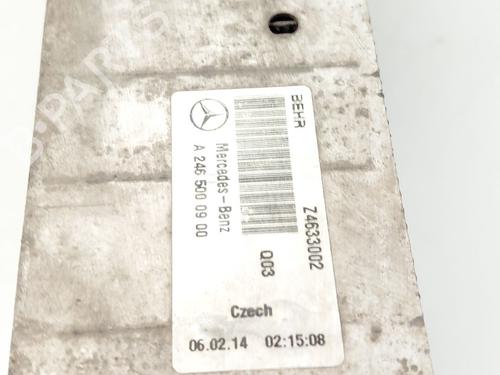 BEHR
Mercedes-Benz
A 246 500 09 00
Z4633002
Q03
Czech
06.02.14 02:15:08